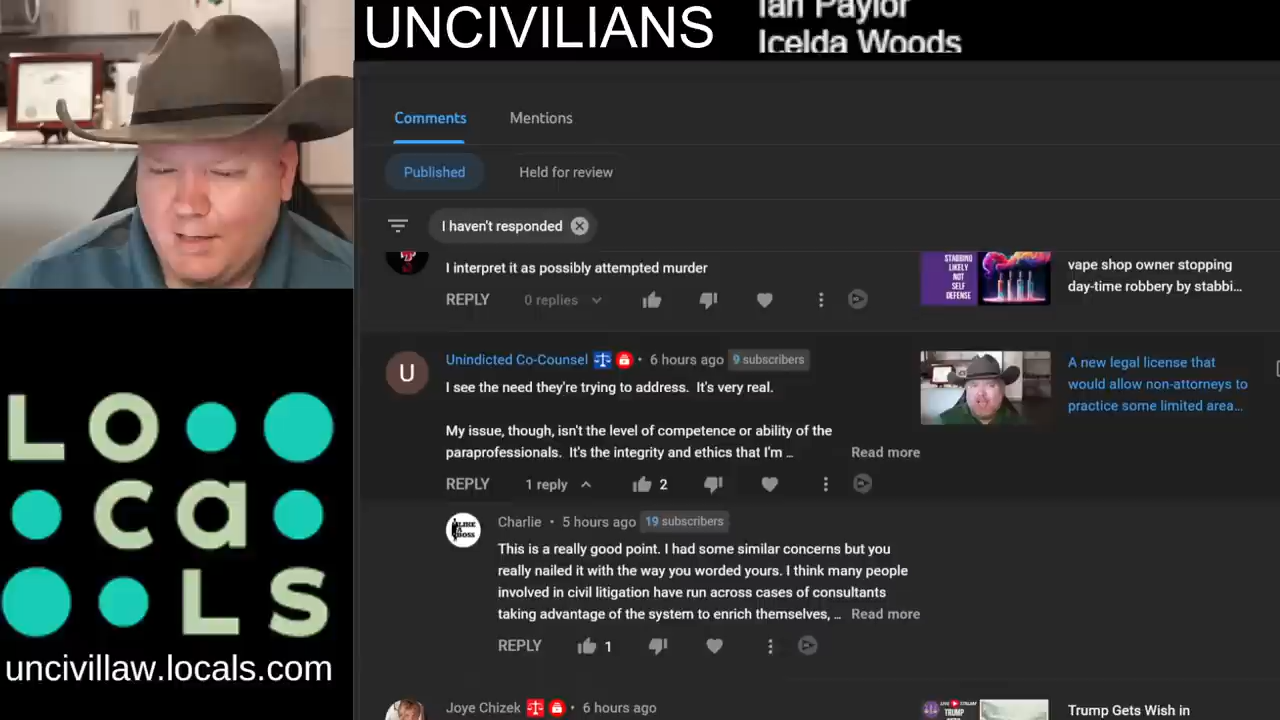 UNCIVILIANS
Ian Paylor
Icelda Woods
Comments
Mentions
Published
Held for review
I haven't responded
I interpret it as possibly attempted murder
REPLY
0 replies
STABBING
LIKELY
NOT
SELF
DEFENSE
vape shop owner stopping
day-time robbery by stabbi...
U
Unindicted Co-Counsel • 6 hours ago 9 subscribers
I see the need they're trying to address. It's very real.
My issue, though, isn't the level of competence or ability of the
paraprofessionals. It's the integrity and ethics that I'm ...
Read more
REPLY
1 reply
2
A new legal license that
would allow non-attorneys to
practice some limited area...
LIKE
A
BOSS
Charlie • 5 hours ago 19 subscribers
This is a really good point. I had some similar concerns but you
really nailed it with the way you worded yours. I think many people
involved in civil litigation have run across cases of consultants
taking advantage of the system to enrich themselves, ...
Read more
REPLY
1
Joye Chizek • 6 hours ago
LIVE STREAM
TRUMP
Trump Gets Wish in
LOCALS
uncivillaw.locals.com